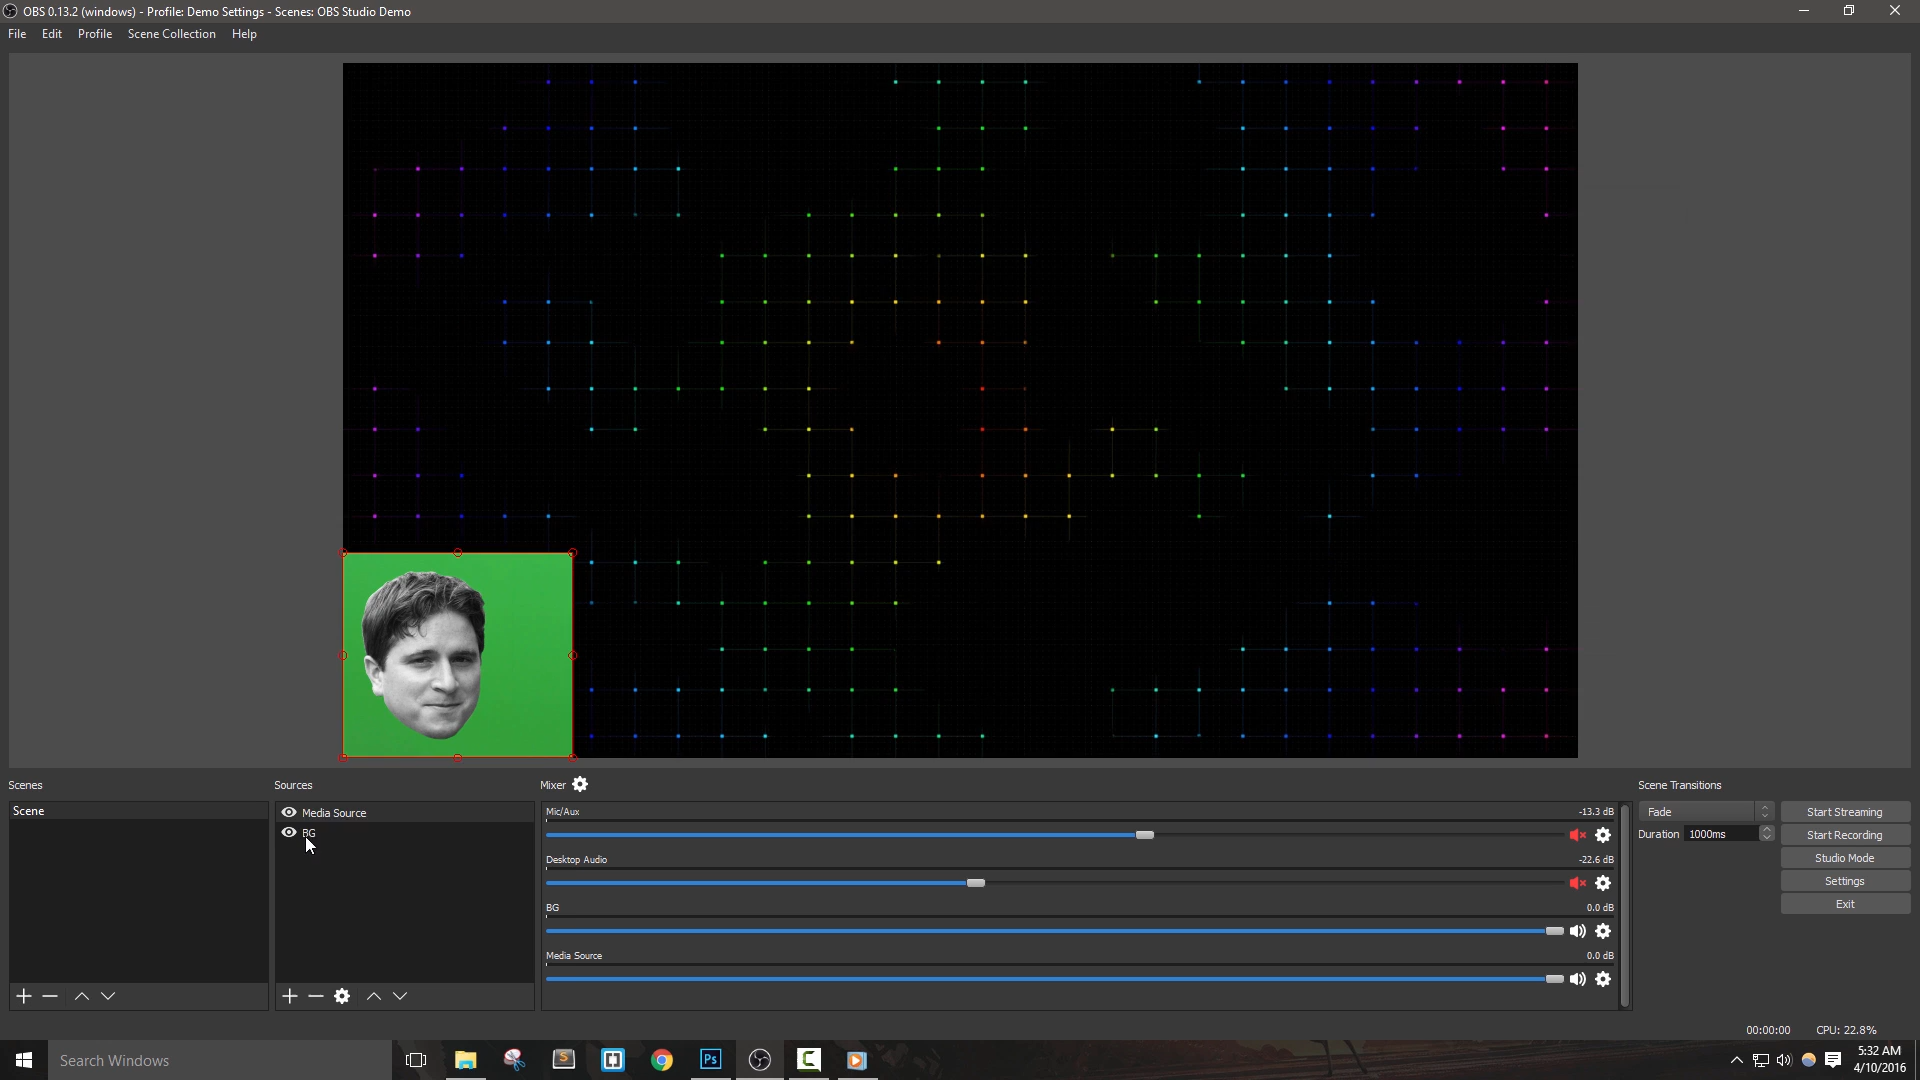 OBS 0.13.2 (windows) - Profile: Demo Settings - Scenes: OBS Studio Demo
File Edit Profile Scene Collection Help
Scenes
Sources
Mixer
Scene Transitions
Scene
Media Source
BG
Mic/Aux
-13.3 dB
Desktop Audio
-22.6 dB
BG
0.0 dB
Media Source
0.0 dB
Fade
Duration 1000ms
Start Streaming
Start Recording
Studio Mode
Settings
Exit
00:00:00 CPU: 22.8%
Search Windows
S
Ps
C
5:32 AM
4/10/2016